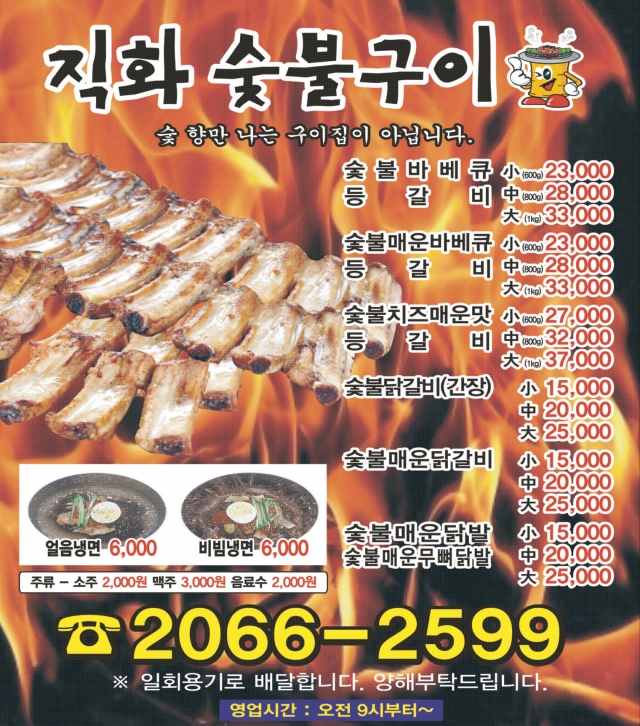 직화 숯불구이
숯 향만 나는 구이집이 아닙니다.
숯불바베큐 小 (600g) 23,000
등갈비 中 (800g) 28,000
大 (1kg) 33,000
숯불매운바베큐 小 (600g) 23,000
등갈비 中 (800g) 28,000
大 (1kg) 33,000
숯불치즈매운맛 小 (600g) 27,000
등갈비 中 (800g) 32,000
大 (1kg) 37,000
숯불닭갈비(간장) 小 15,000
中 20,000
大 25,000
숯불매운닭갈비 小 15,000
中 20,000
大 25,000
숯불매운닭발 小 15,000
숯불매운무뼈닭발 中 20,000
大 25,000
얼음냉면 6,000 비빔냉면 6,000
주류 - 소주 2,000원 맥주 3,000원 음료수 2,000원
☎2066-2599
※ 일회용기로 배달합니다. 양해부탁드립니다.
영업시간 : 오전 9시부터~